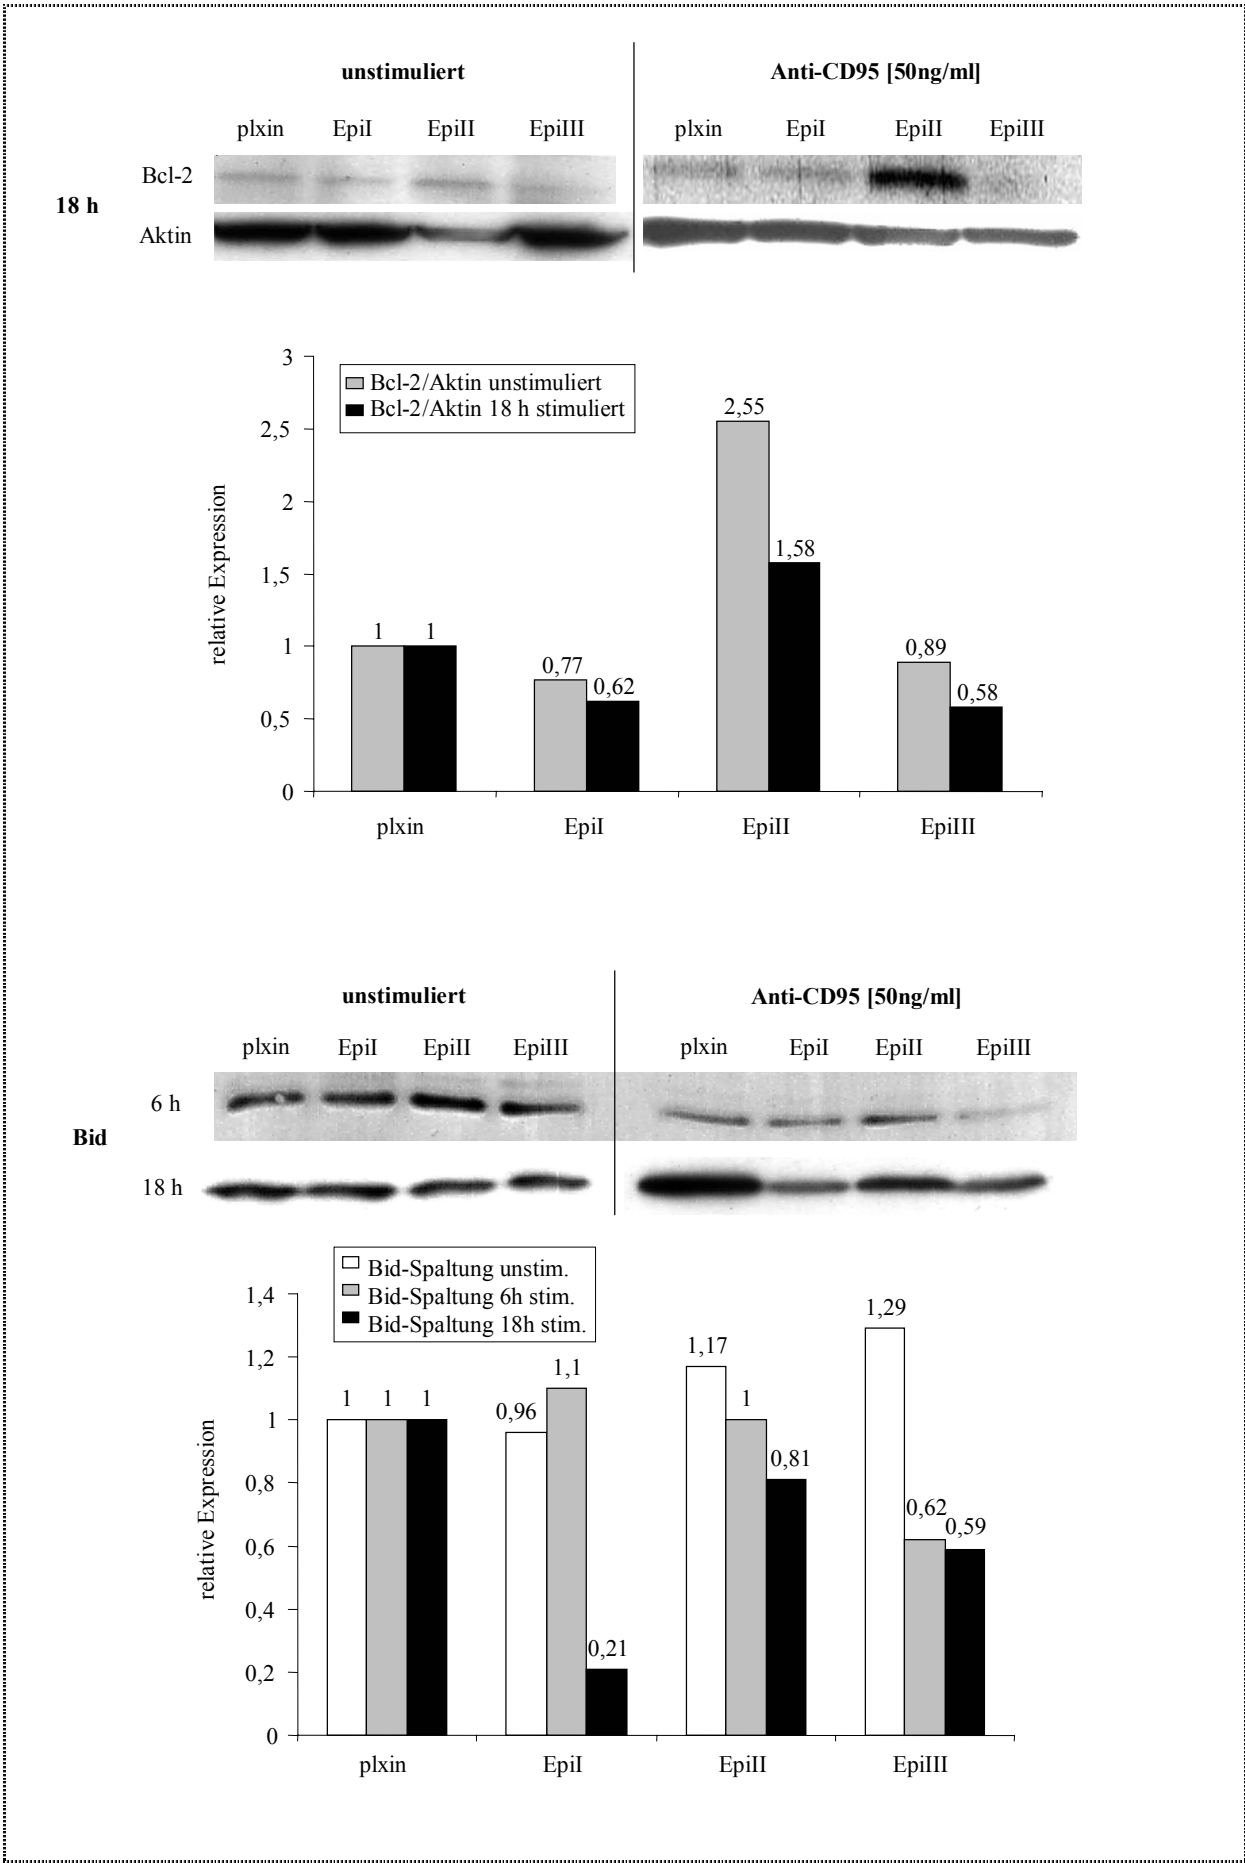 unstimuliert Anti-CD95 [50ng/ml]
plxin EpiI EpiII EpiIII plxin EpiI EpiII EpiIII
Bcl-2
18 h
Aktin
3
2,5
2
1,5
1
0,5
0
relative Expression
Bcl-2/Aktin unstimuliert
Bcl-2/Aktin 18 h stimuliert
1 1 0,77 0,62 2,55 1,58 0,89 0,58
plxin EpiI EpiII EpiIII
unstimuliert Anti-CD95 [50ng/ml]
plxin EpiI EpiII EpiIII plxin EpiI EpiII EpiIII
6 h
Bid
18 h
Bid-Spaltung unstim.
Bid-Spaltung 6h stim.
Bid-Spaltung 18h stim.
1,4
1,2
1
0,8
0,6
0,4
0,2
0
relative Expression
1 1 1 0,96 1,1 0,21 1,17 1 0,81 1,29 0,62 0,59
plxin EpiI EpiII EpiIII